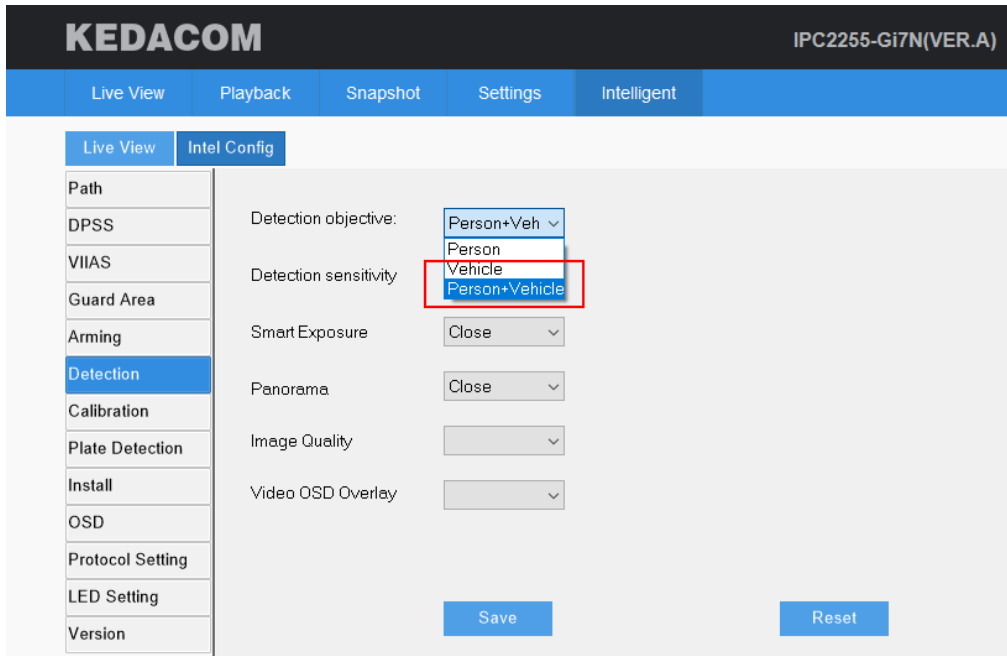 KEDACOM
IPC2255-Gi7N(VER.A)
Live View Playback Snapshot Settings Intelligent
Live View Intel Config
Path
DPSS
VIIAS
Guard Area
Arming
Detection
Calibration
Plate Detection
Install
OSD
Protocol Setting
LED Setting
Version
Detection objective: Person+Veh
Person
Vehicle
Person+Vehicle
Detection sensitivity
Smart Exposure Close
Panorama Close
Image Quality
Video OSD Overlay
Save Reset